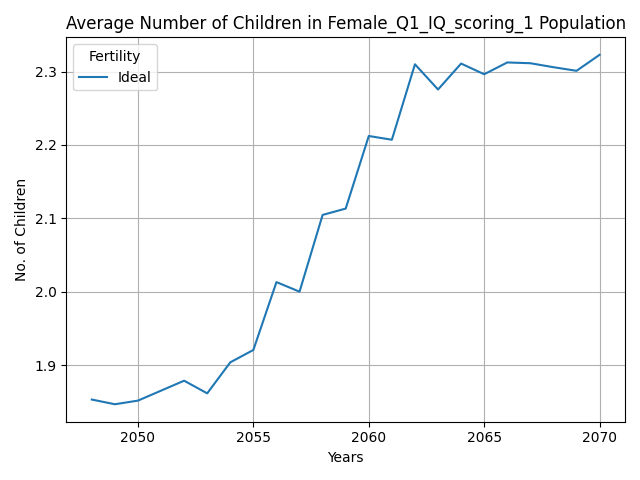 Average Number of Children in Female_Q1_IQ_scoring_1 Population
Fertility
Ideal
No. of Children
2.3
2.2
2.1
2.0
1.9
2050
2055
2060
2065
2070
Years